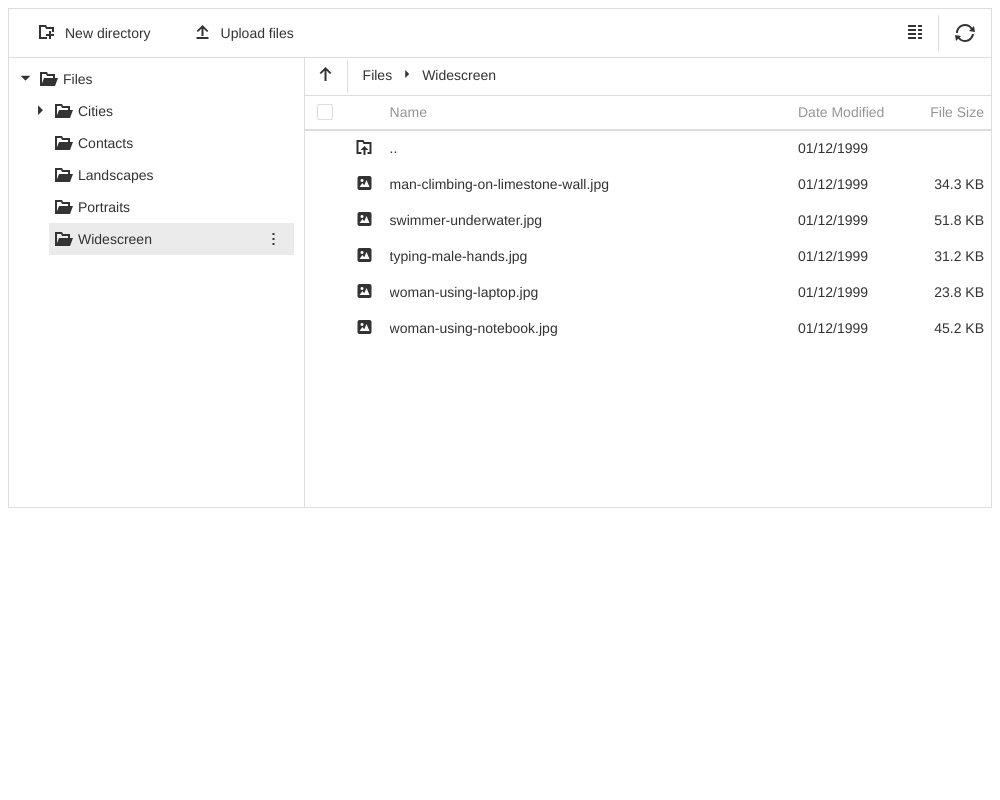 New directory Upload files
Files Files Widescreen
Cities
Contacts
Landscapes
Portraits
Widescreen
Name Date Modified File Size
.. 01/12/1999
man-climbing-on-limestone-wall.jpg 01/12/1999 34.3 KB
swimmer-underwater.jpg 01/12/1999 51.8 KB
typing-male-hands.jpg 01/12/1999 31.2 KB
woman-using-laptop.jpg 01/12/1999 23.8 KB
woman-using-notebook.jpg 01/12/1999 45.2 KB